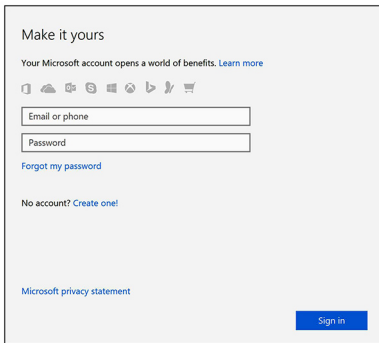 Make it yours
Your Microsoft account opens a world of benefits. Learn more
Email or phone
Password
Forgot my password
No account? Create one!
Microsoft privacy statement
Sign in